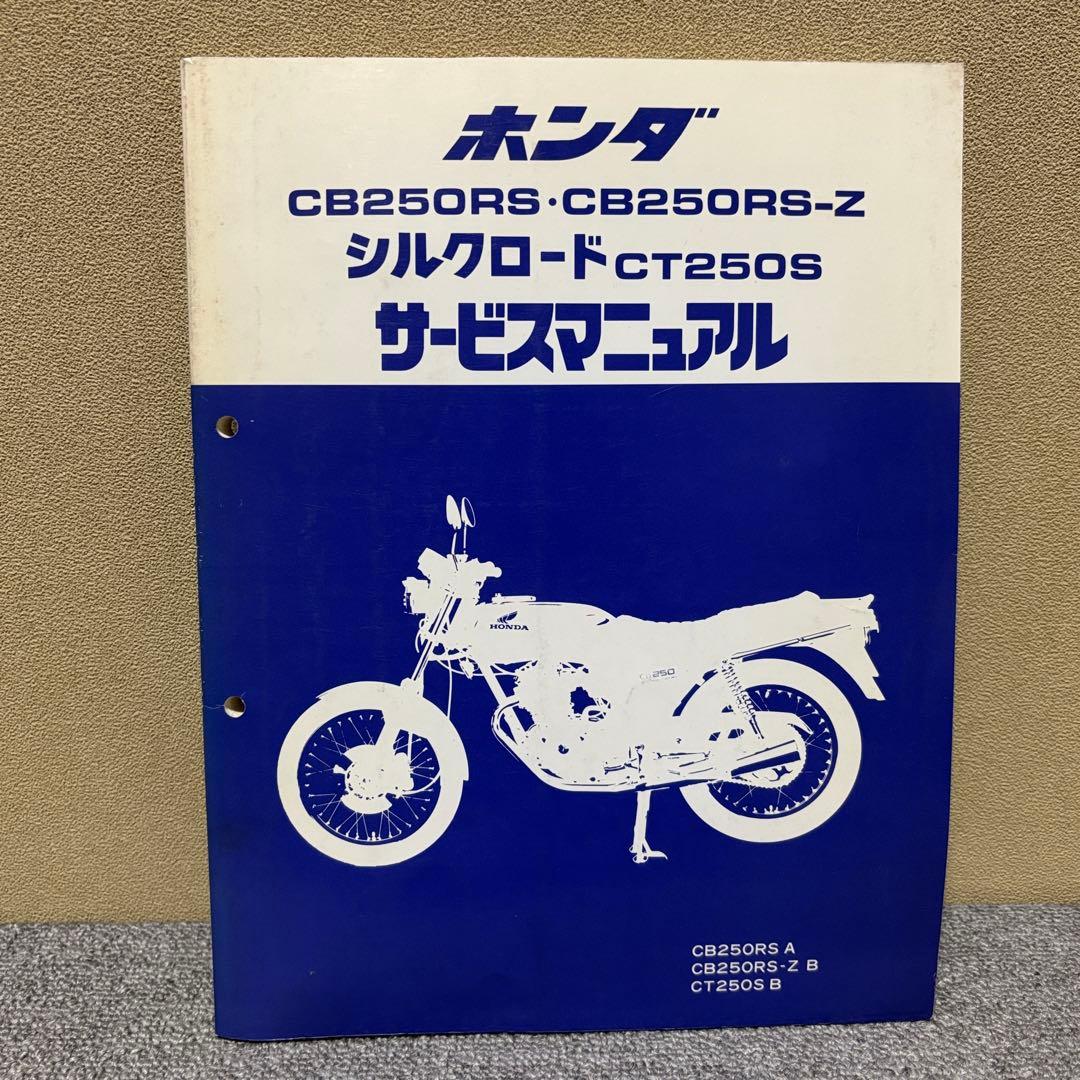 ホンダ
CB250RS・CB250RS-Z
シルクロードCT250S
サービスマニュアル
HONDA
CB250
CB250RS A
CB250RS-Z B
CT250S B